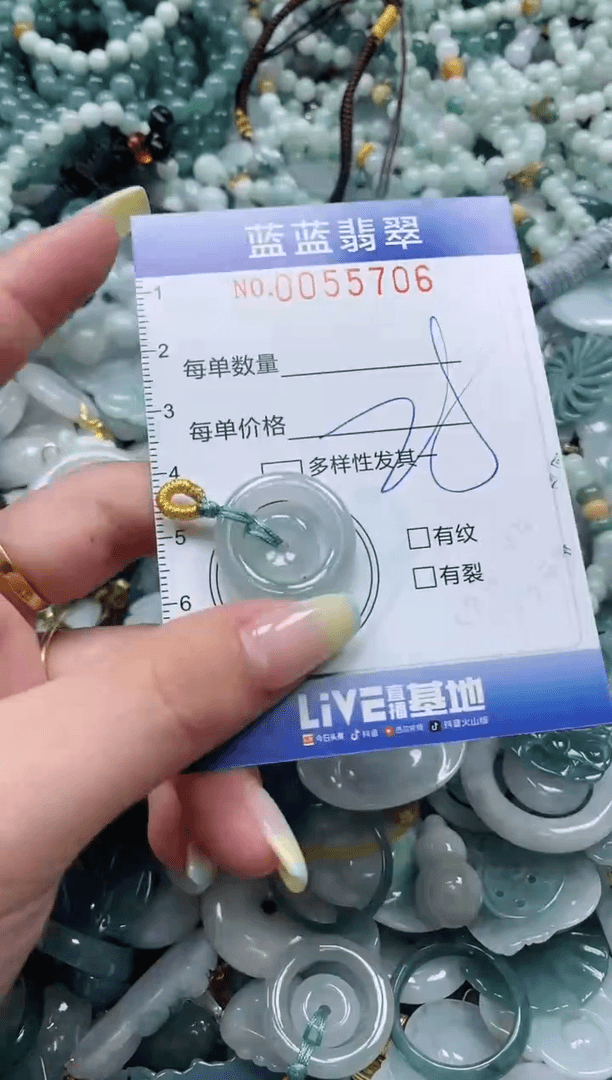 蓝蓝翡翠
NO.0055706
1
2
每单数量
3
每单价格
4
多样性发其一
5
□有纹
□有裂
6
LiVE直播基地
今日头条 抖音 西瓜视频 抖音火山版